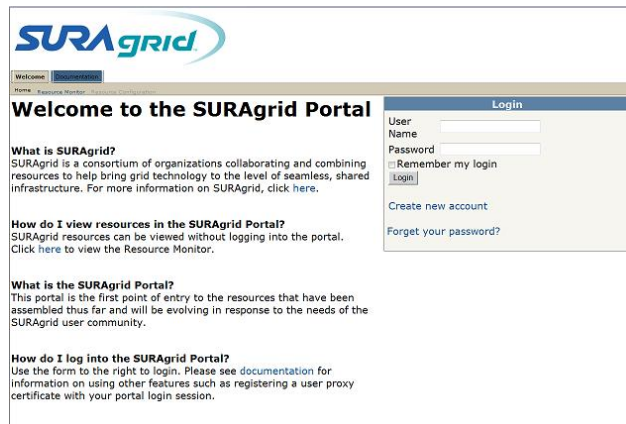 SURAgrid
Welcome Documentation
Home Resource Monitor Resource Configuration
Welcome to the SURAgrid Portal
What is SURAgrid?
SURAgrid is a consortium of organizations collaborating and combining
resources to help bring grid technology to the level of seamless, shared
infrastructure. For more information on SURAgrid, click here.
How do I view resources in the SURAgrid Portal?
SURAgrid resources can be viewed without logging into the portal.
Click here to view the Resource Monitor.
What is the SURAgrid Portal?
This portal is the first point of entry to the resources that have been
assembled thus far and will be evolving in response to the needs of the
SURAgrid user community.
How do I log into the SURAgrid Portal?
Use the form to the right to login. Please see documentation for
information on using other features such as registering a user proxy
certificate with your portal login session.
Login
User
Name
Password
Remember my login
Login
Create new account
Forget your password?